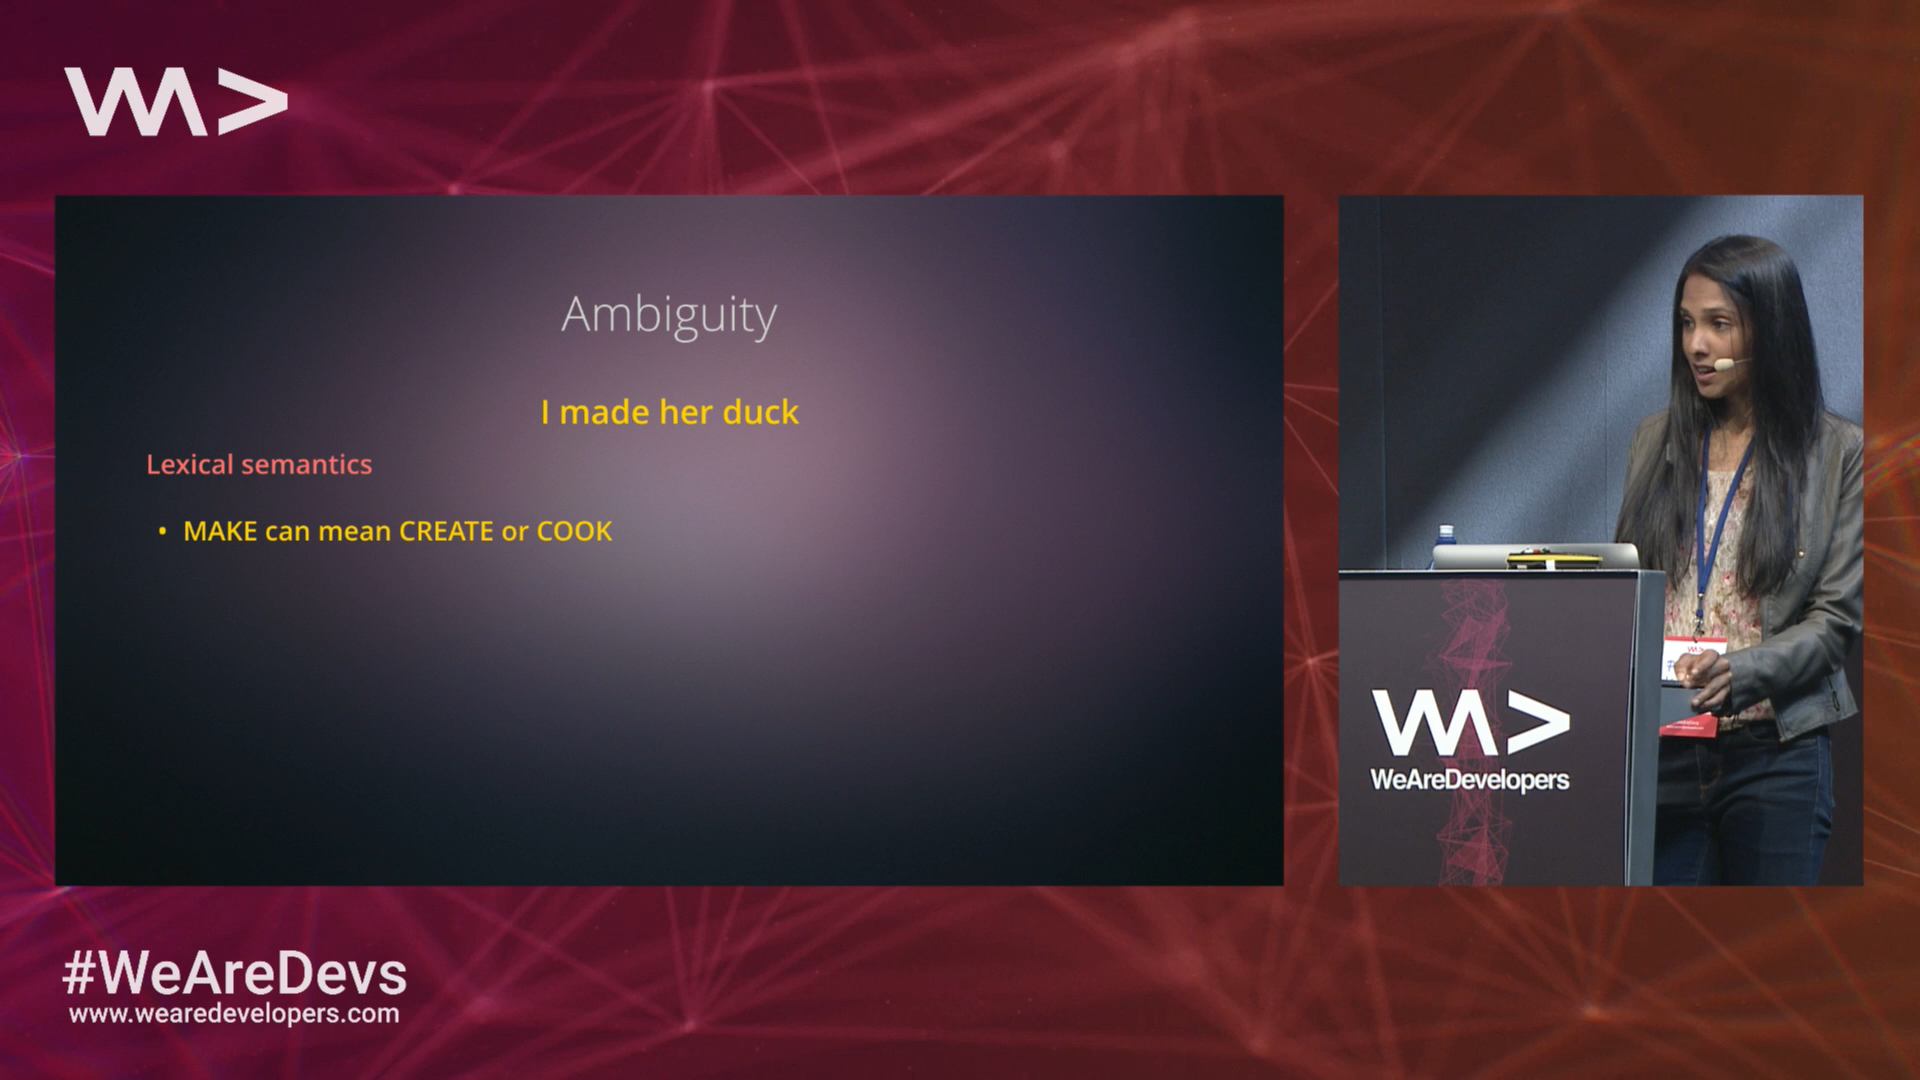 Ambiguity
I made her duck
Lexical semantics
• MAKE can mean CREATE or COOK
WeAreDevelopers
#WeAreDevs
www.wearedevelopers.com